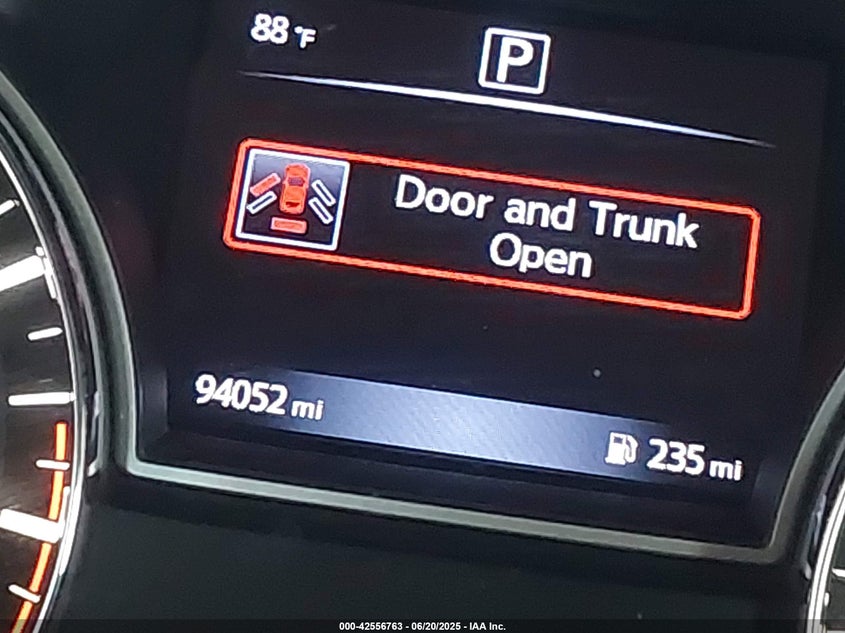 88 °F
P
Door and Trunk
Open
94052 mi
235 mi
000-42556763 - 06/20/2025 - IAA Inc.